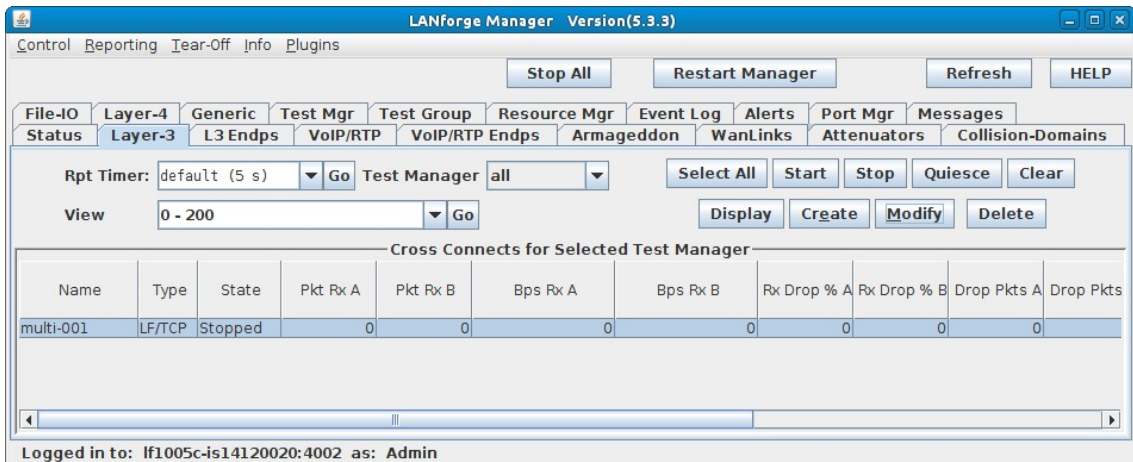 LANforge Manager Version(5.3.3)
Control Reporting Tear-Off Info Plugins
Stop All Restart Manager Refresh HELP
File-IO Layer-4 Generic Test Mgr Test Group Resource Mgr Event Log Alerts Port Mgr Messages
Status Layer-3 L3 Endps VoIP/RTP VoIP/RTP Endps Armageddon WanLinks Attenuators Collision-Domains
Rpt Timer: default (5 s) Go Test Manager all Select All Start Stop Quiesce Clear
View 0 - 200 Go Display Create Modify Delete
Cross Connects for Selected Test Manager
Name Type State Pkt Rx A Pkt Rx B Bps Rx A Bps Rx B Rx Drop % A Rx Drop % B Drop Pkts A Drop Pkts
multi-001 LF/TCP Stopped 0 0 0 0 0 0 0
Logged in to: lf1005c-is14120020:4002 as: Admin